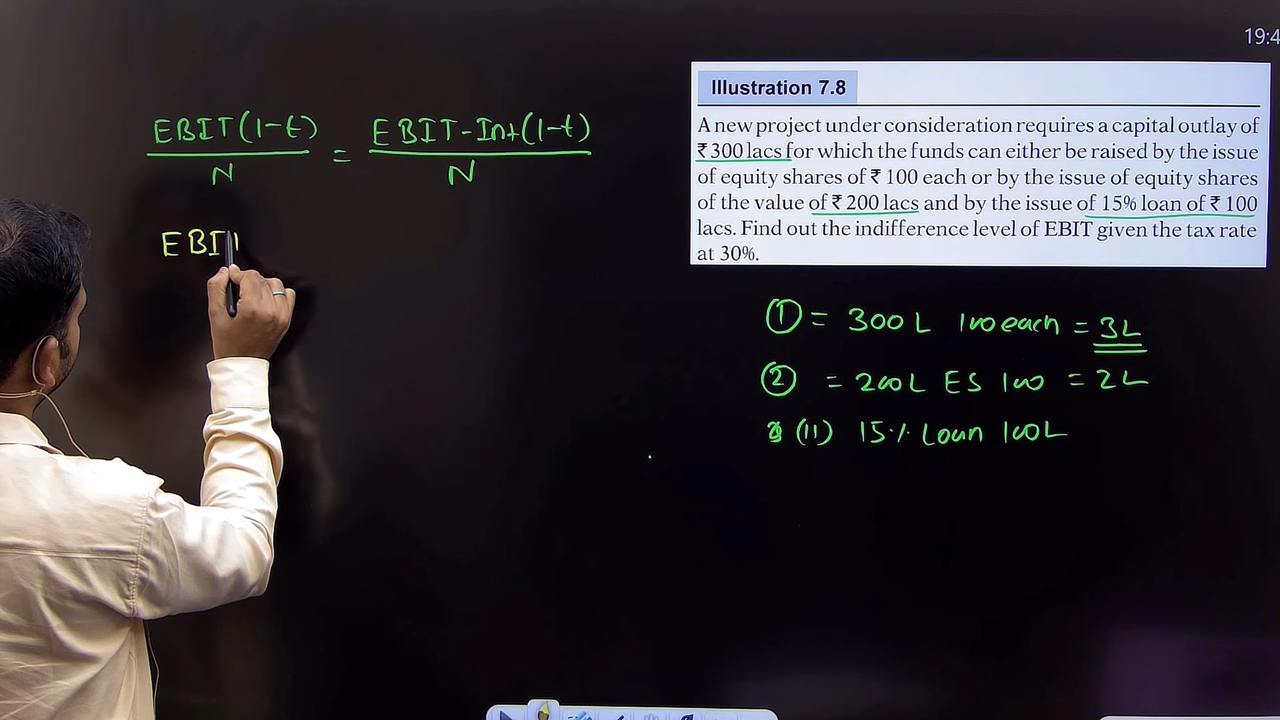 19:4
EBIT(1-t)
N
=
EBIT-Int(1-t)
N
EBI
Illustration 7.8
A new project under consideration requires a capital outlay of
₹ 300 lacs for which the funds can either be raised by the issue
of equity shares of ₹ 100 each or by the issue of equity shares
of the value of ₹ 200 lacs and by the issue of 15% loan of ₹ 100
lacs. Find out the indifference level of EBIT given the tax rate
at 30%.
① = 300L 100 each = 3L
② = 200L ES 100 = 2L
(11) 15% Loan 100L